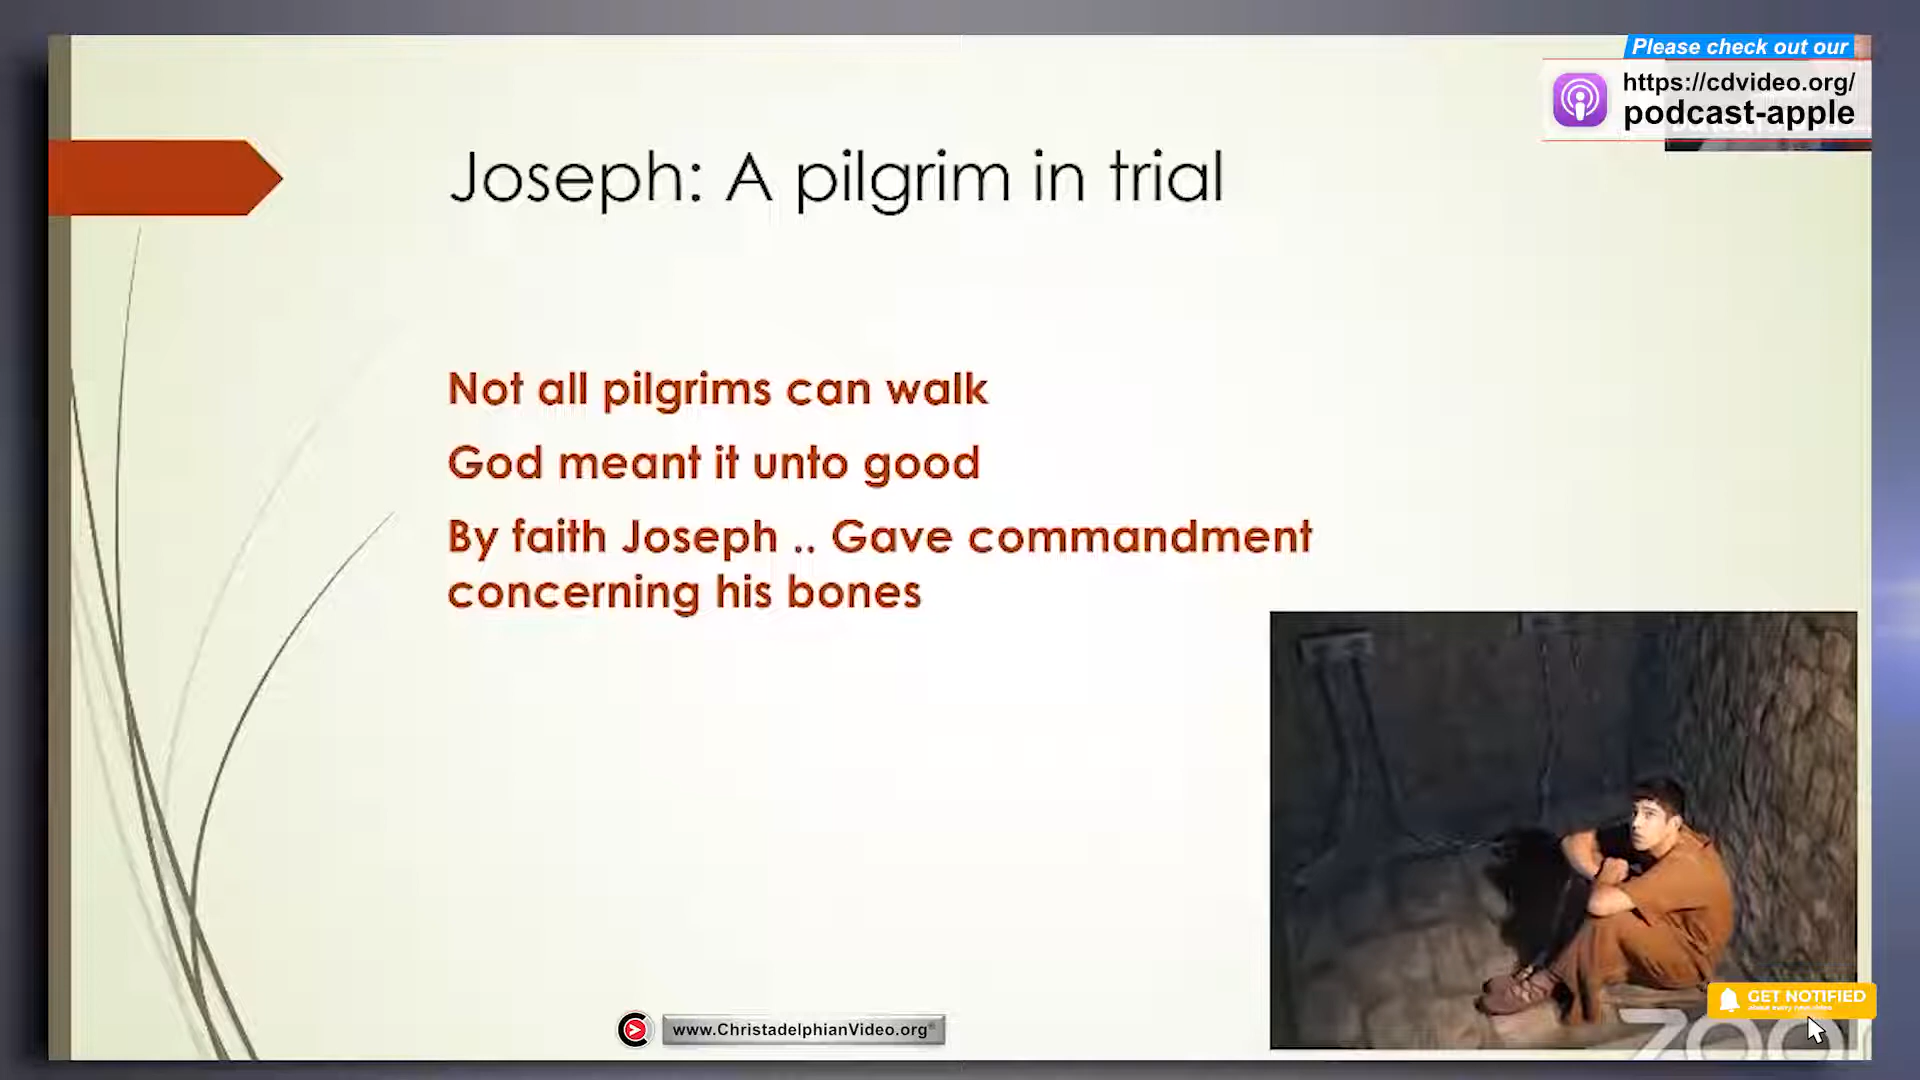 Please check out our
https://cdvideo.org/
podcast-apple
Joseph: A pilgrim in trial
Not all pilgrims can walk
God meant it unto good
By faith Joseph .. Gave commandment
concerning his bones
GET NOTIFIED
www.ChristadelphianVideo.org
zoom